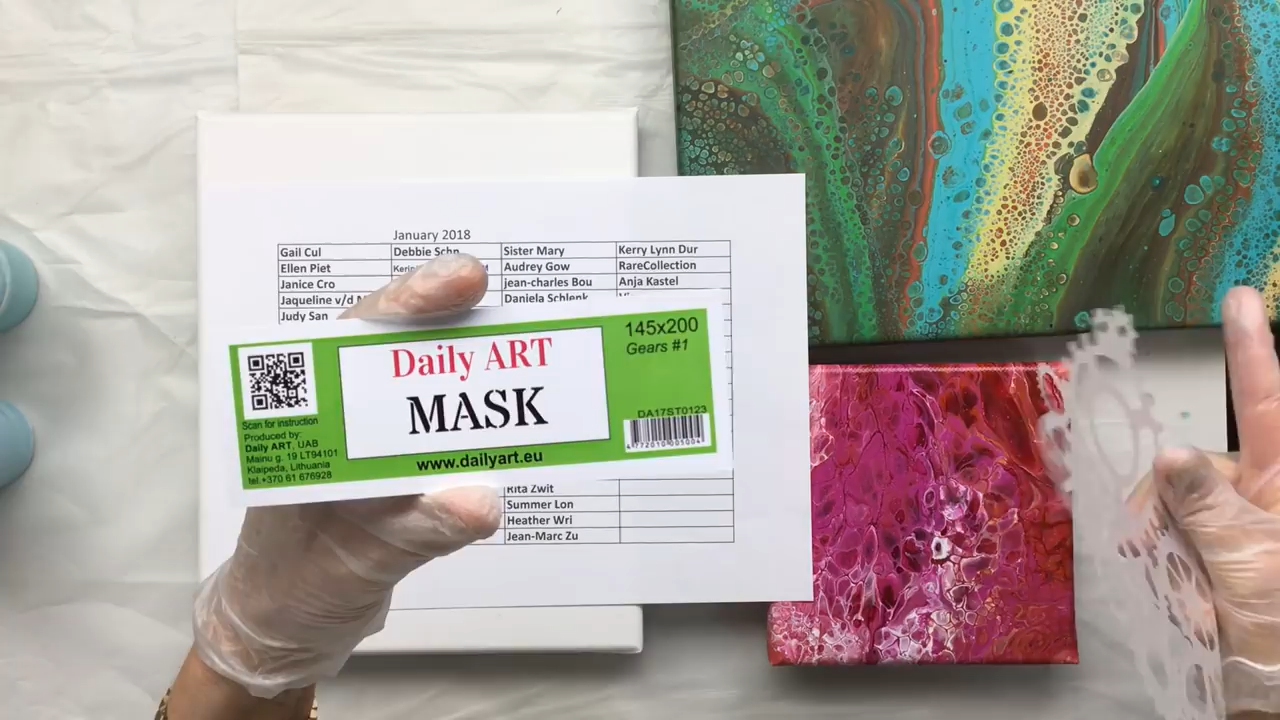 January 2018
Gail Cul Debbie Schn Sister Mary Kerry Lynn Dur
Ellen Piet Audrey Gow RareCollection
Janice Cro jean-charles Bou Anja Kastel
Jaqueline v/d Daniela Schlenk
Judy San
Daily ART
MASK
145x200
Gears #1
Scan for instruction
Produced by:
Daily ART, UAB
Mainu g. 19 LT94101
Klaipeda, Lithuania
tel.+370 61 676928
www.dailyart.eu
DA17ST0123
4772010005004
Rita Zwit
Summer Lon
Heather Wri
Jean-Marc Zu